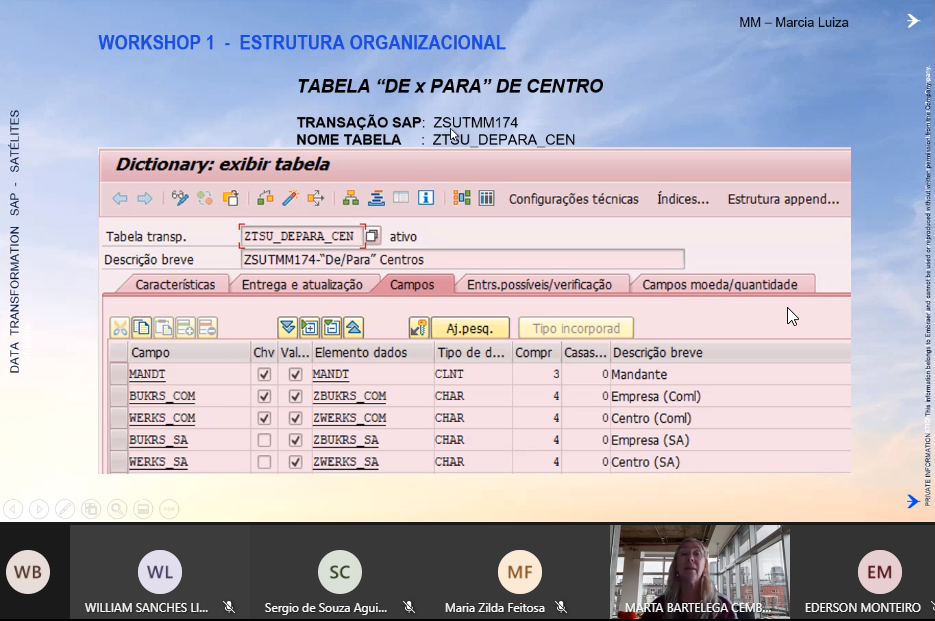 MM – Marcia Luiza
WORKSHOP 1 - ESTRUTURA ORGANIZACIONAL
TABELA “DE x PARA” DE CENTRO
TRANSAÇÃO SAP: ZSUTMM174
NOME TABELA : ZTSU_DEPARA_CEN
DATA TRANSFORMATION SAP - SATÉLITES
Dictionary: exibir tabela
Configurações técnicas Índices... Estrutura append...
Tabela transp. ZTSU_DEPARA_CEN ativo
Descrição breve ZSUTMM174-"De/Para" Centros
Características Entrega e atualização Campos Entrs.possíveis/verificação Campos moeda/quantidade
Aj.pesq. Tipo incorporad
Campo Chv Val... Elemento dados Tipo de d... Compr Casas... Descrição breve
MANDT MANDT CLNT 3 0 Mandante
BUKRS_COM ZBUKRS_COM CHAR 4 0 Empresa (Coml)
WERKS_COM ZWERKS_COM CHAR 4 0 Centro (Coml)
BUKRS_SA ZBUKRS_SA CHAR 4 0 Empresa (SA)
WERKS_SA ZWERKS_SA CHAR 4 0 Centro (SA)
PRIVATE INFORMATION This information belongs to Embraer and cannot be used or reproduced without written permission from the Company.
WB
WL
SC
MF
EM
WILLIAM SANCHES LI...
Sergio de Souza Agui...
Maria Zilda Feitosa
MARTA BARTELEGA CEMB...
EDERSON MONTEIRO